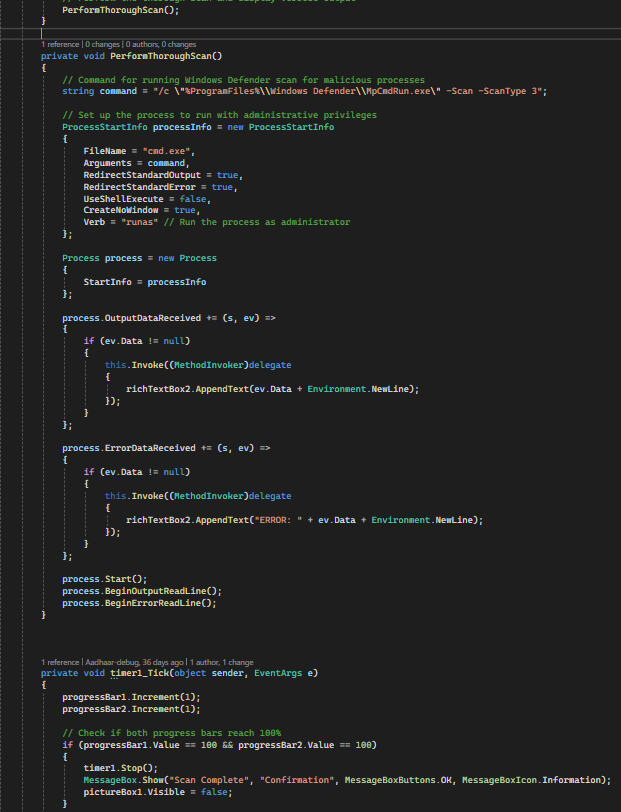 PerformThoroughScan();
}
1 reference | 0 changes | 0 authors, 0 changes
private void PerformThoroughScan()
{
// Command for running Windows Defender scan for malicious processes
string command = "/c \"%ProgramFiles%\\Windows Defender\\MpCmdRun.exe\" -Scan -ScanType 3";
// Set up the process to run with administrative privileges
ProcessStartInfo processInfo = new ProcessStartInfo
{
FileName = "cmd.exe",
Arguments = command,
RedirectStandardOutput = true,
RedirectStandardError = true,
UseShellExecute = false,
CreateNoWindow = true,
Verb = "runas" // Run the process as administrator
};
Process process = new Process
{
StartInfo = processInfo
};
process.OutputDataReceived += (s, ev) =>
{
if (ev.Data != null)
{
this.Invoke((MethodInvoker)delegate
{
richTextBox2.AppendText(ev.Data + Environment.NewLine);
});
}
};
process.ErrorDataReceived += (s, ev) =>
{
if (ev.Data != null)
{
this.Invoke((MethodInvoker)delegate
{
richTextBox2.AppendText("ERROR: " + ev.Data + Environment.NewLine);
});
}
};
process.Start();
process.BeginOutputReadLine();
process.BeginErrorReadLine();
}
1 reference | Aadhaar-debug, 36 days ago | 1 author, 1 change
private void timer1_Tick(object sender, EventArgs e)
{
progressBar1.Increment(1);
progressBar2.Increment(1);
// Check if both progress bars reach 100%
if (progressBar1.Value == 100 && progressBar2.Value == 100)
{
timer1.Stop();
MessageBox.Show("Scan Complete", "Confirmation", MessageBoxButtons.OK, MessageBoxIcon.Information);
pictureBox1.Visible = false;
}